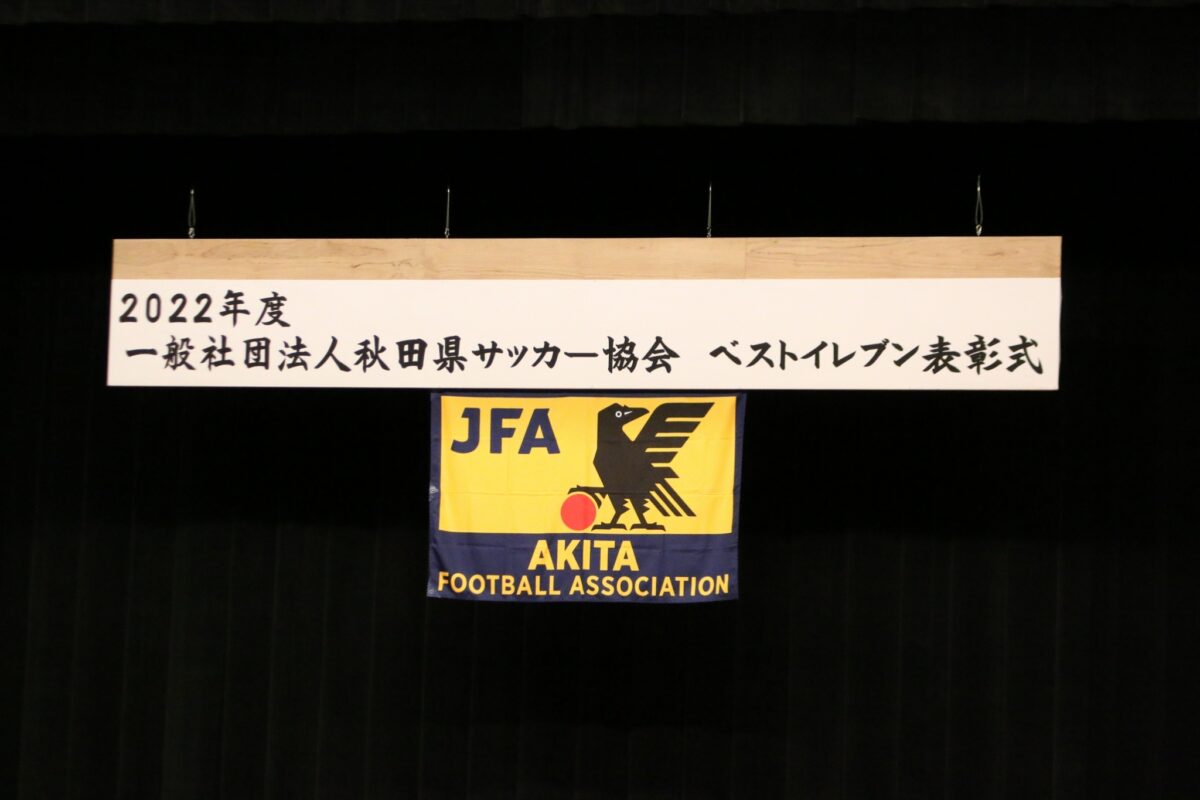 2022年度
一般社団法人秋田県サッカー協会　ベストイレブン表彰式
JFA
AKITA
FOOTBALL ASSOCIATION